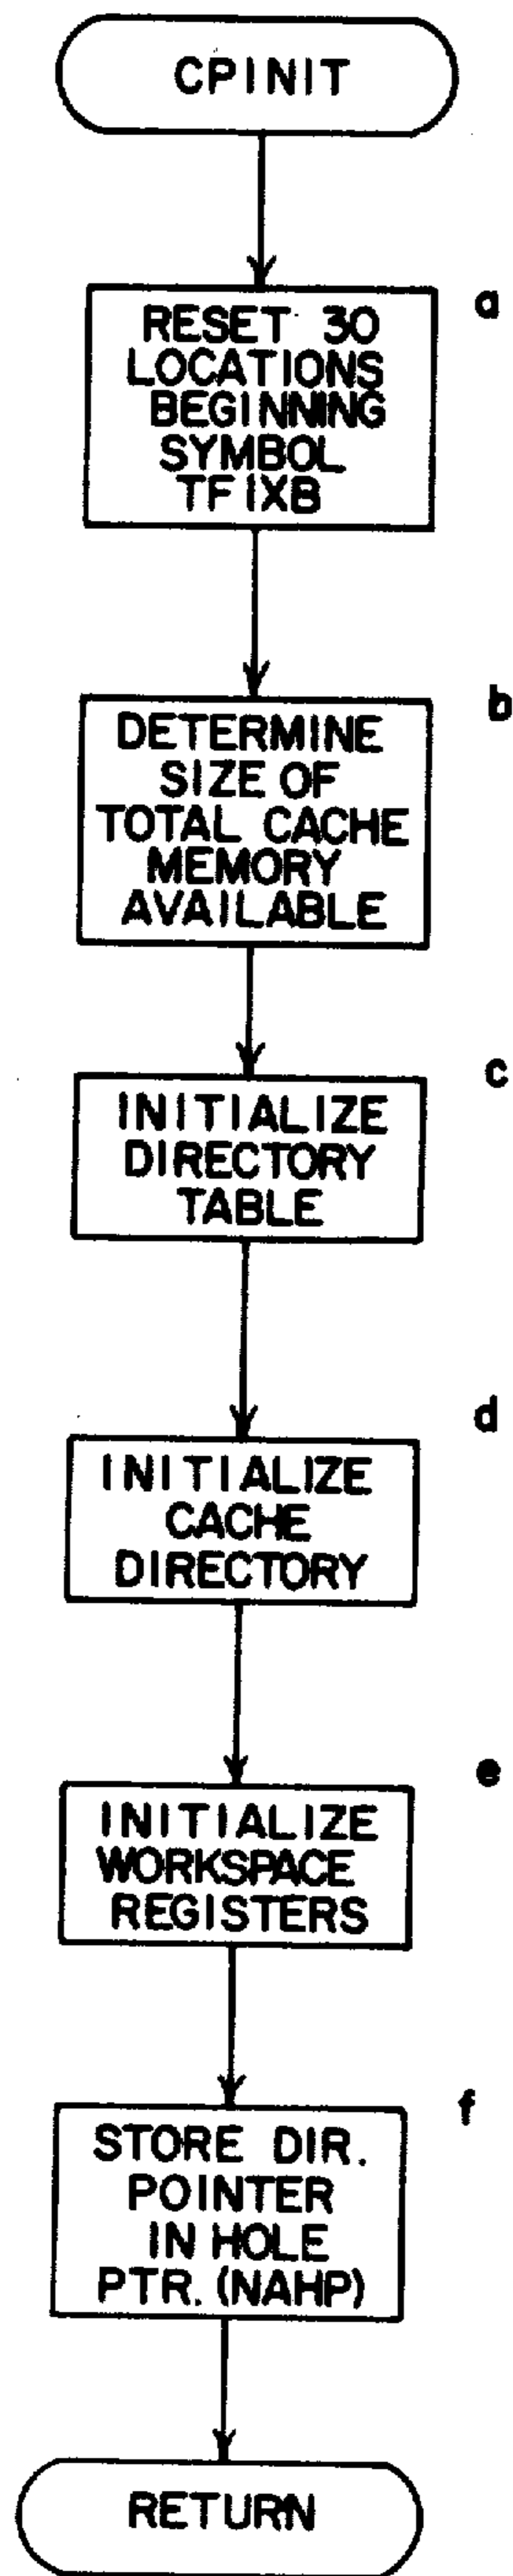 CPINIT
a
RESET 30
LOCATIONS
BEGINNING
SYMBOL
TFIXB
b
DETERMINE
SIZE OF
TOTAL CACHE
MEMORY
AVAILABLE
c
INITIALIZE
DIRECTORY
TABLE
d
INITIALIZE
CACHE
DIRECTORY
e
INITIALIZE
WORKSPACE
REGISTERS
f
STORE DIR.
POINTER
IN HOLE
PTR. (NAHP)
RETURN